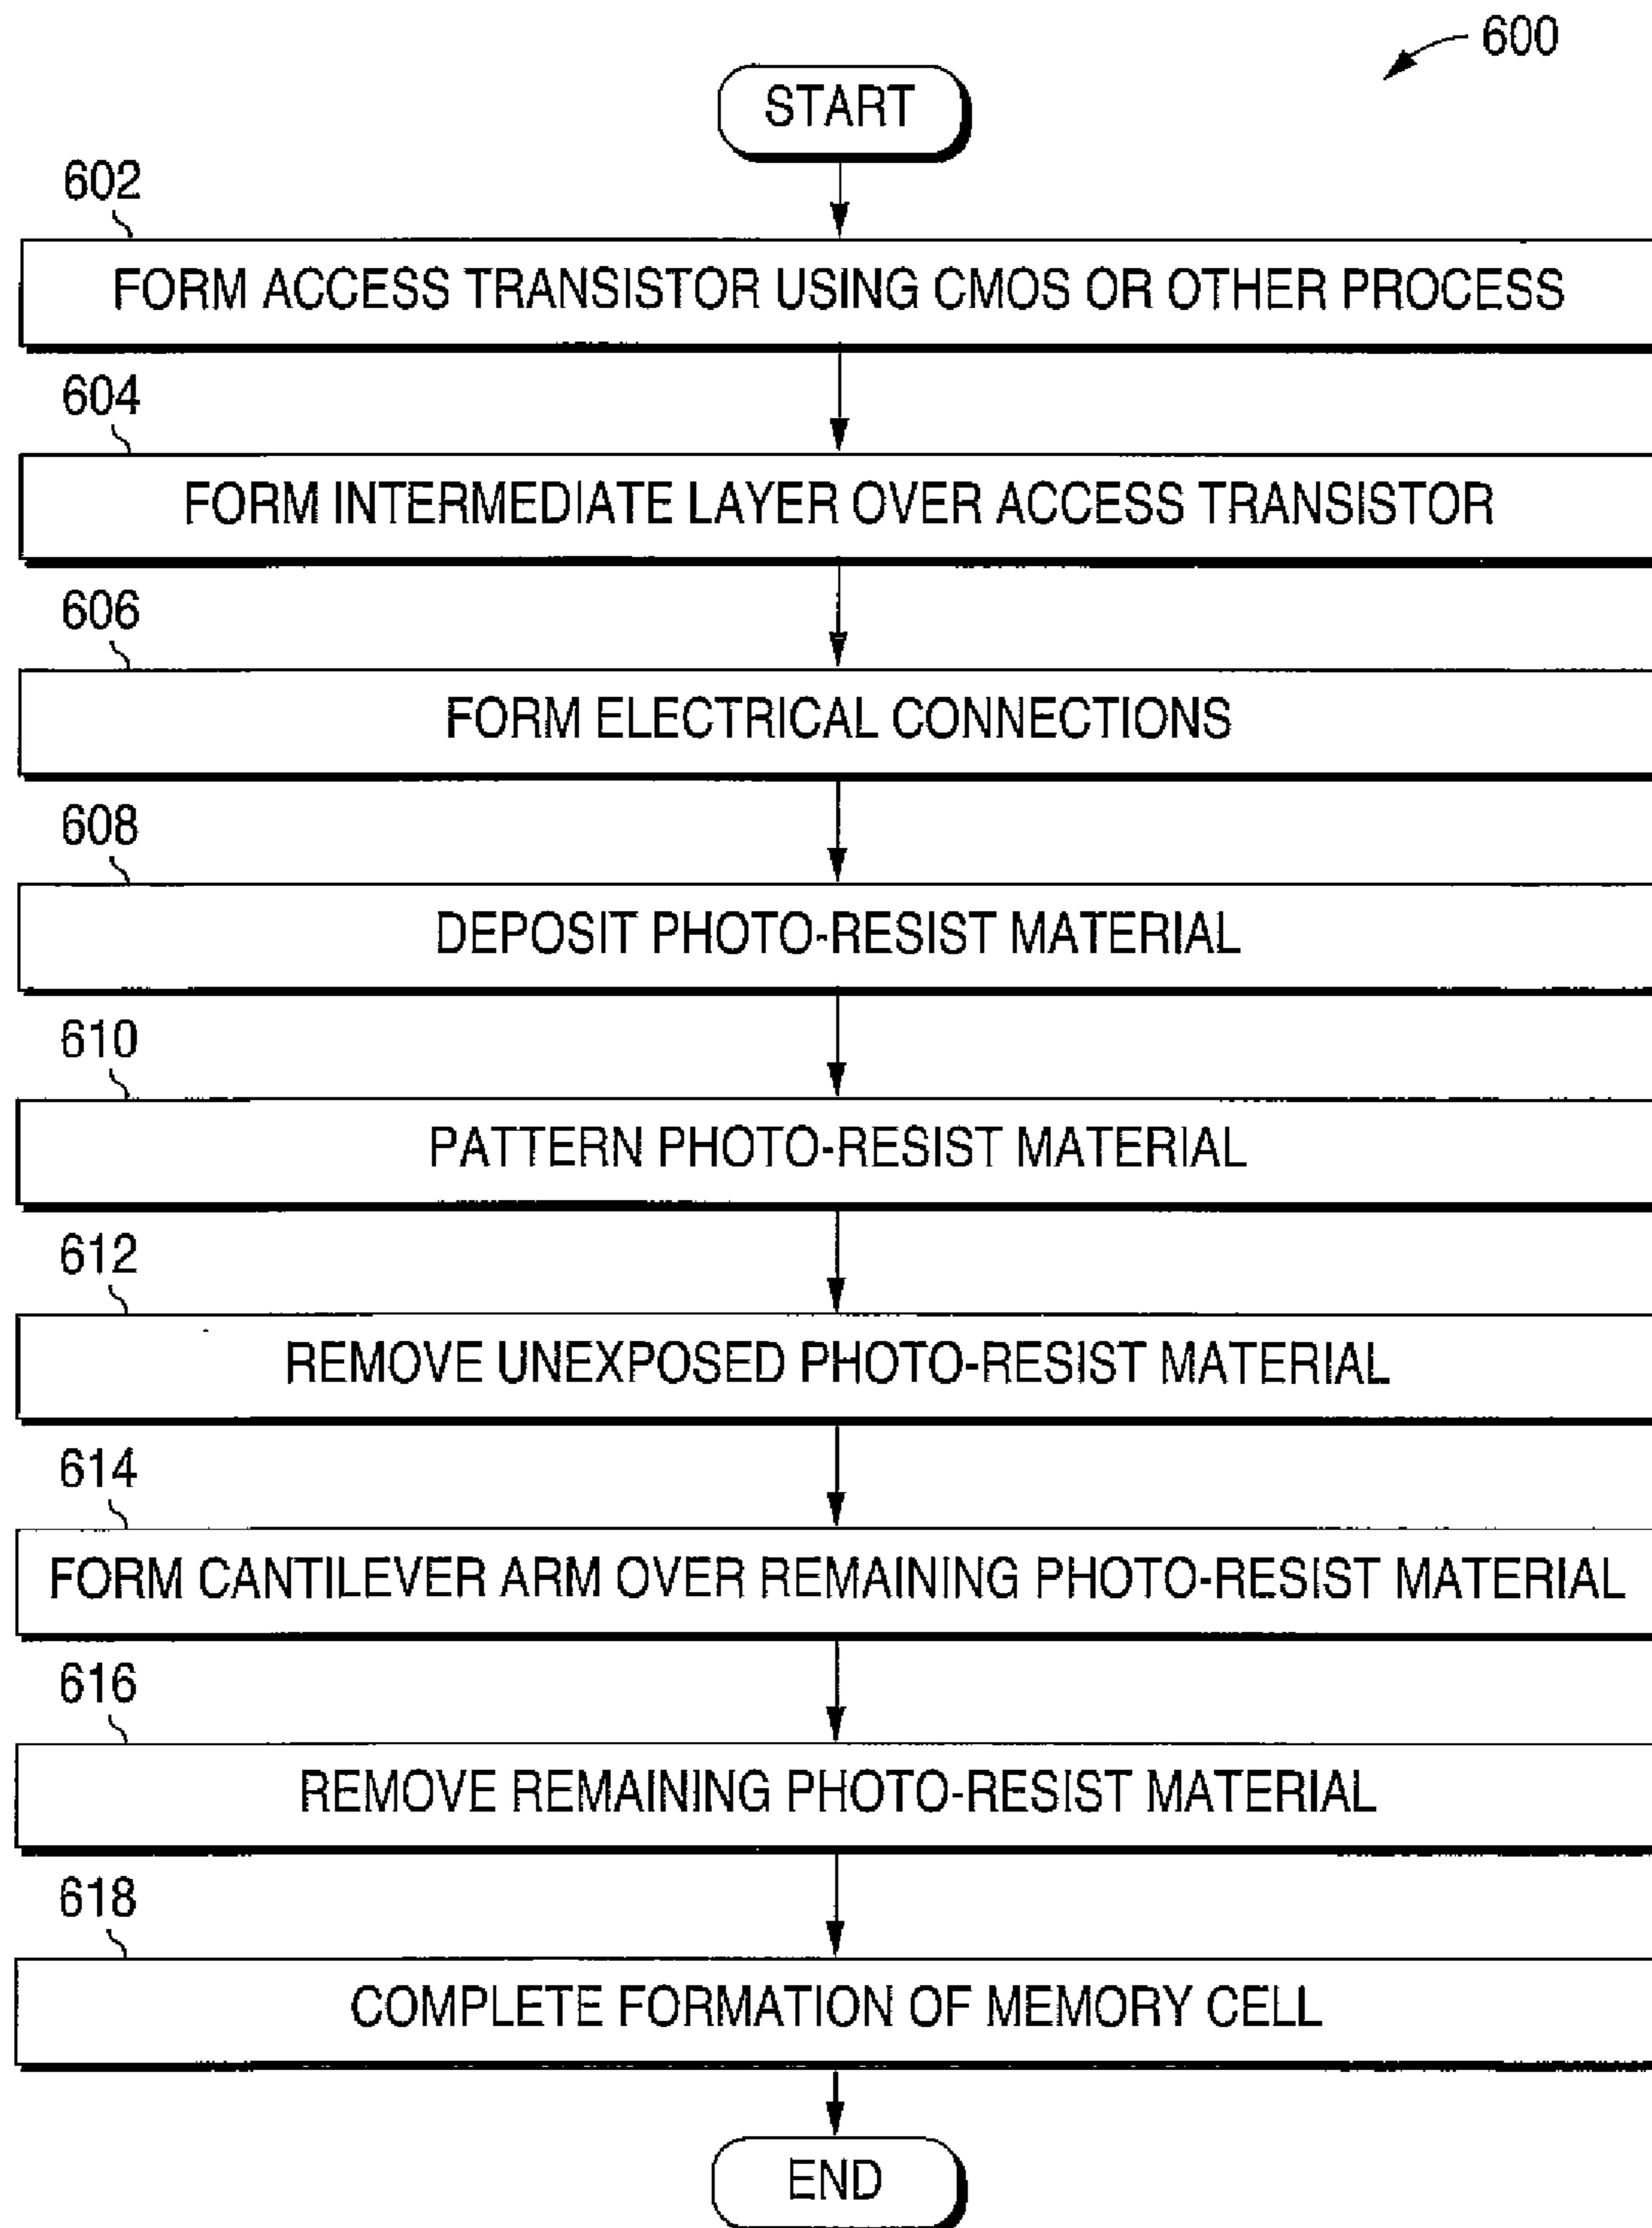 600
START
602
FORM ACCESS TRANSISTOR USING CMOS OR OTHER PROCESS
604
FORM INTERMEDIATE LAYER OVER ACCESS TRANSISTOR
606
FORM ELECTRICAL CONNECTIONS
608
DEPOSIT PHOTO-RESIST MATERIAL
610
PATTERN PHOTO-RESIST MATERIAL
612
REMOVE UNEXPOSED PHOTO-RESIST MATERIAL
614
FORM CANTILEVER ARM OVER REMAINING PHOTO-RESIST MATERIAL
616
REMOVE REMAINING PHOTO-RESIST MATERIAL
618
COMPLETE FORMATION OF MEMORY CELL
END